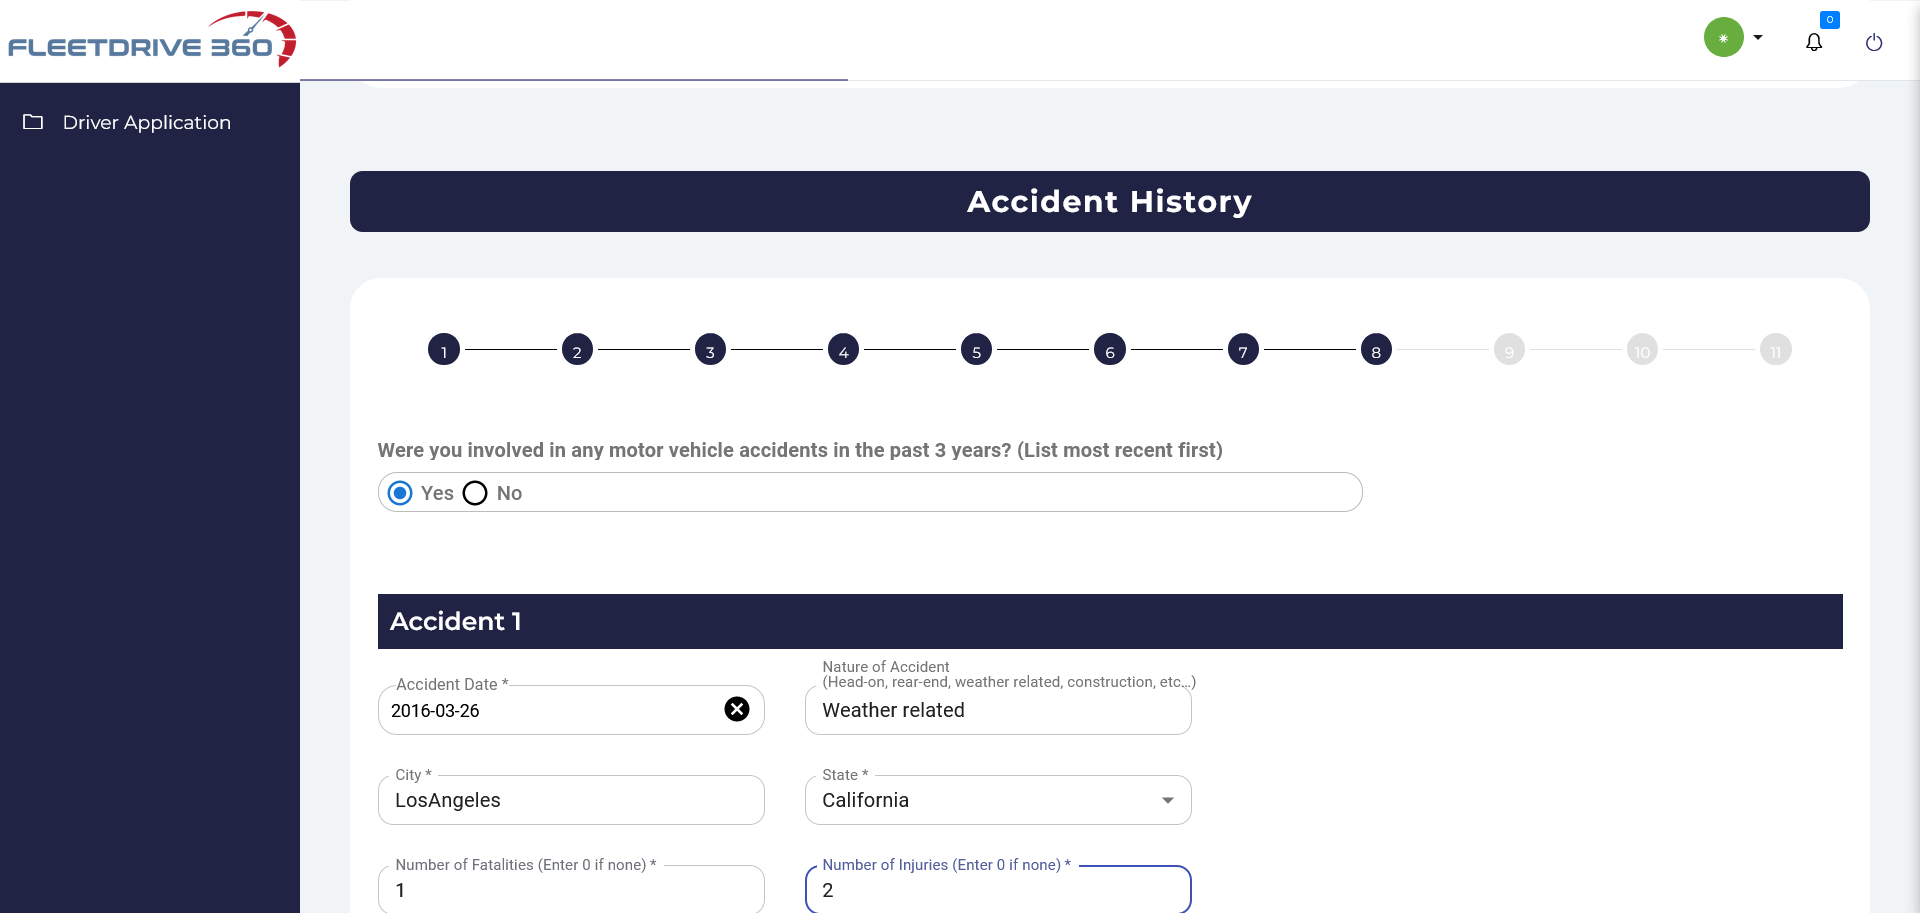 FLEETDRIVE 360
0
Driver Application
Accident History
1 2 3 4 5 6 7 8 9 10 11
Were you involved in any motor vehicle accidents in the past 3 years? (List most recent first)
Yes No
Accident 1
Accident Date *
2016-03-26
Nature of Accident
(Head-on, rear-end, weather related, construction, etc...)
Weather related
City *
LosAngeles
State *
California
Number of Fatalities (Enter 0 if none) *
1
Number of Injuries (Enter 0 if none) *
2